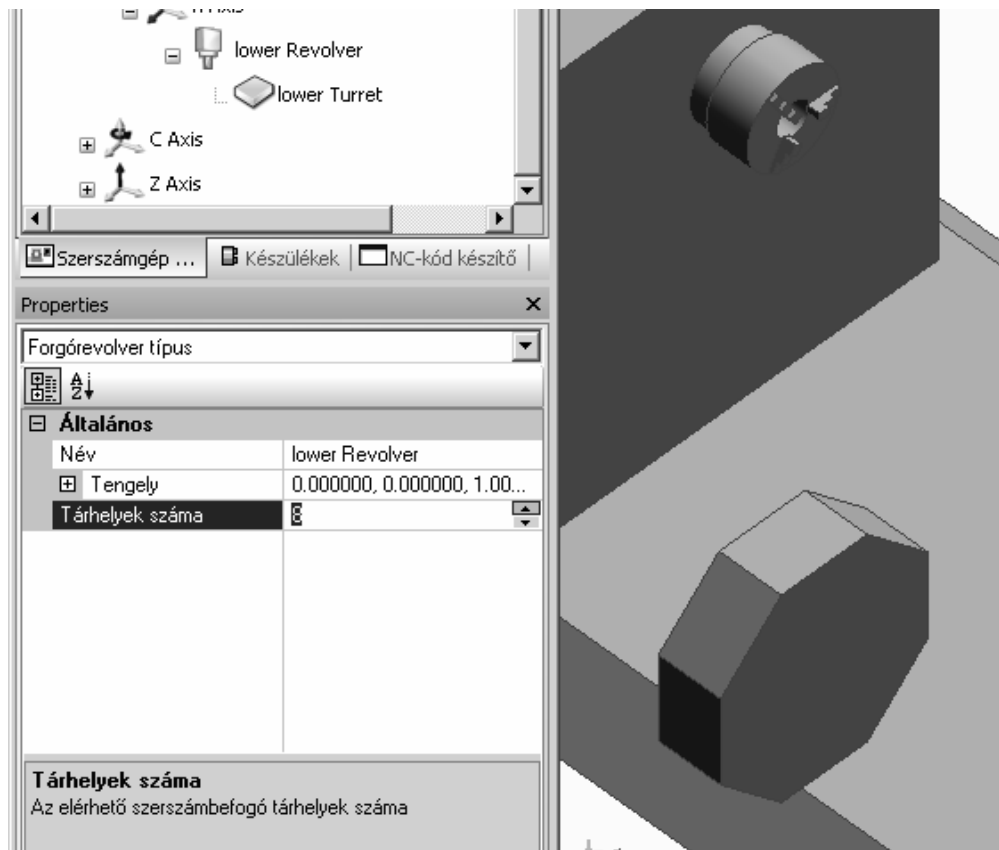 lower Revolver
lower Turret
C Axis
Z Axis
Szerszámgép ... Készülékek NC-kód készítő
Properties
Forgórevolver típus
Általános
Név lower Revolver
Tengely 0.000000, 0.000000, 1.00...
Tárhelyek száma 8
Tárhelyek száma
Az elérhető szerszámbefogó tárhelyek száma